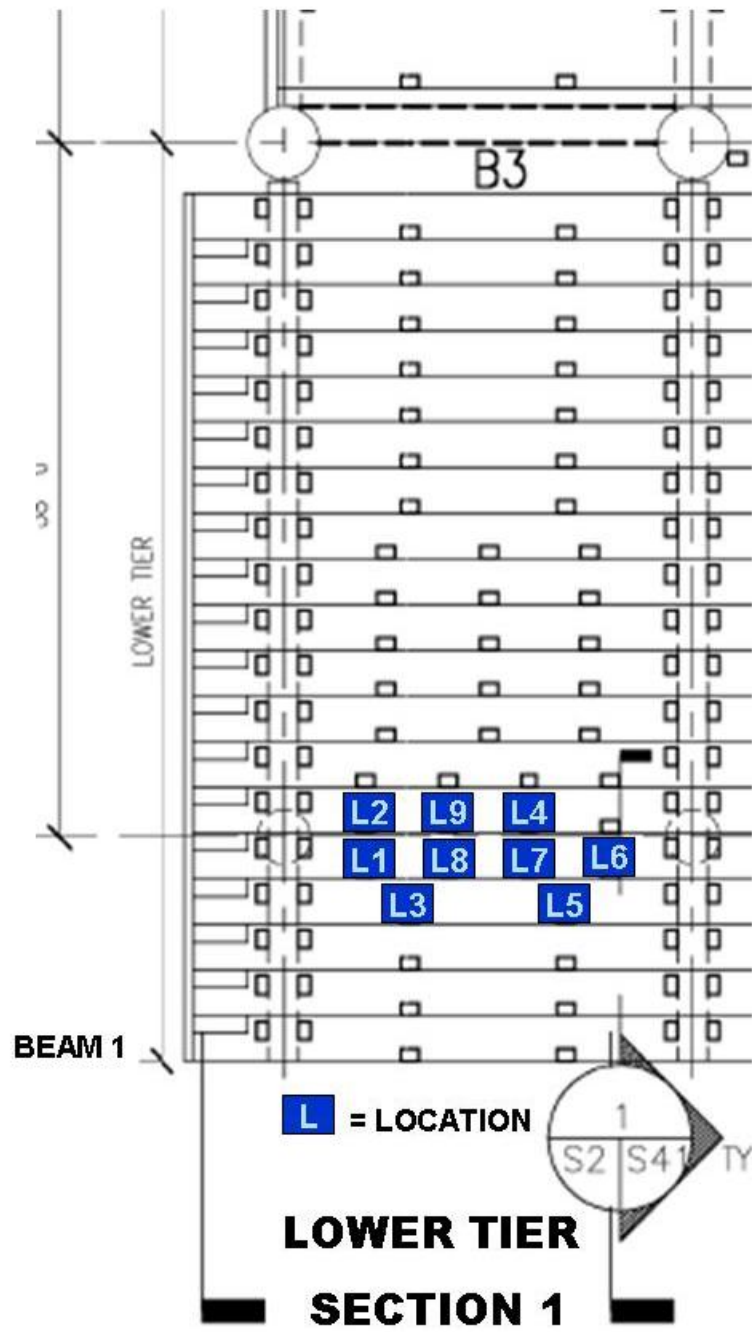 B3
LOWER TIER
L2 L9 L4
L1 L8 L7 L6
L3 L5
BEAM 1
L = LOCATION
1
S2 S41 TY
LOWER TIER
SECTION 1